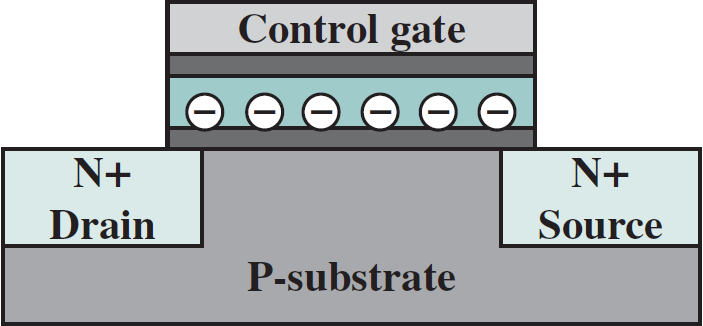 Control gate
− − − − − −
N+
Drain
N+
Source
P-substrate